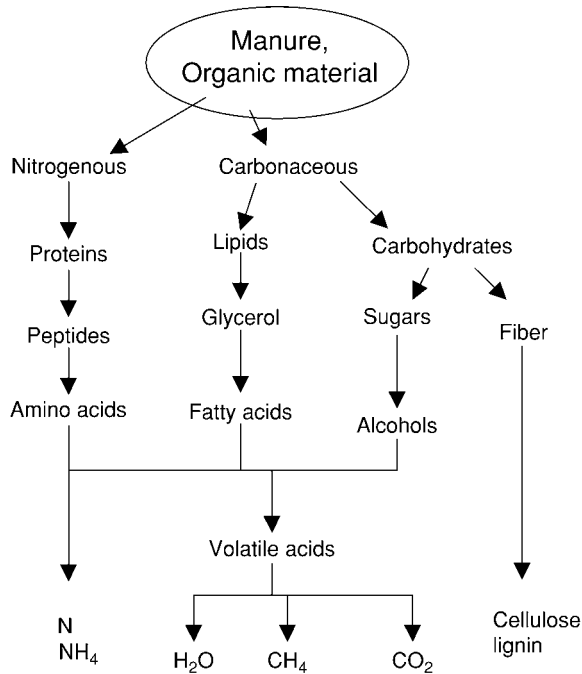 Manure,
Organic material
Nitrogenous
Carbonaceous
Proteins
Lipids
Carbohydrates
Peptides
Glycerol
Sugars
Fiber
Amino acids
Fatty acids
Alcohols
Volatile acids
N
NH4
H2O
CH4
CO2
Cellulose
lignin